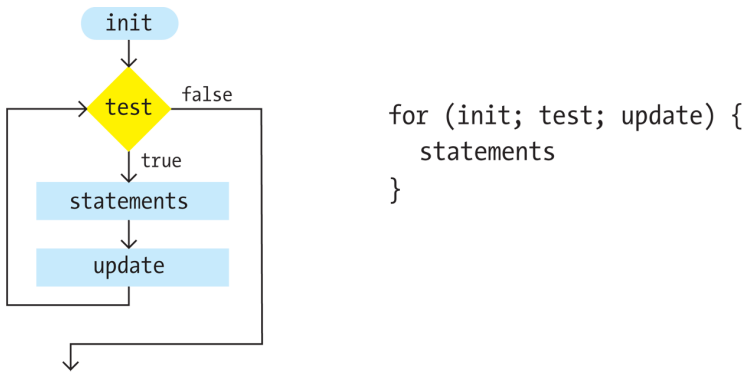 init
test
false
true
statements
update
for (init; test; update) {
statements
}